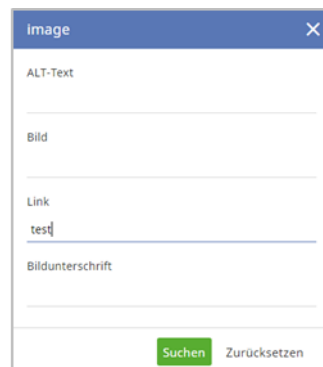 image
ALT-Text
Bild
Link
test
Bildunterschrift
Suchen Zurücksetzen